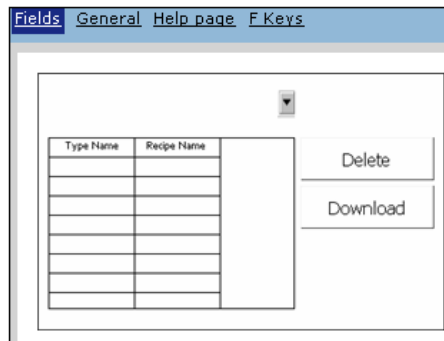 Fields General Help page F Keys
Type Name Recipe Name
Delete
Download